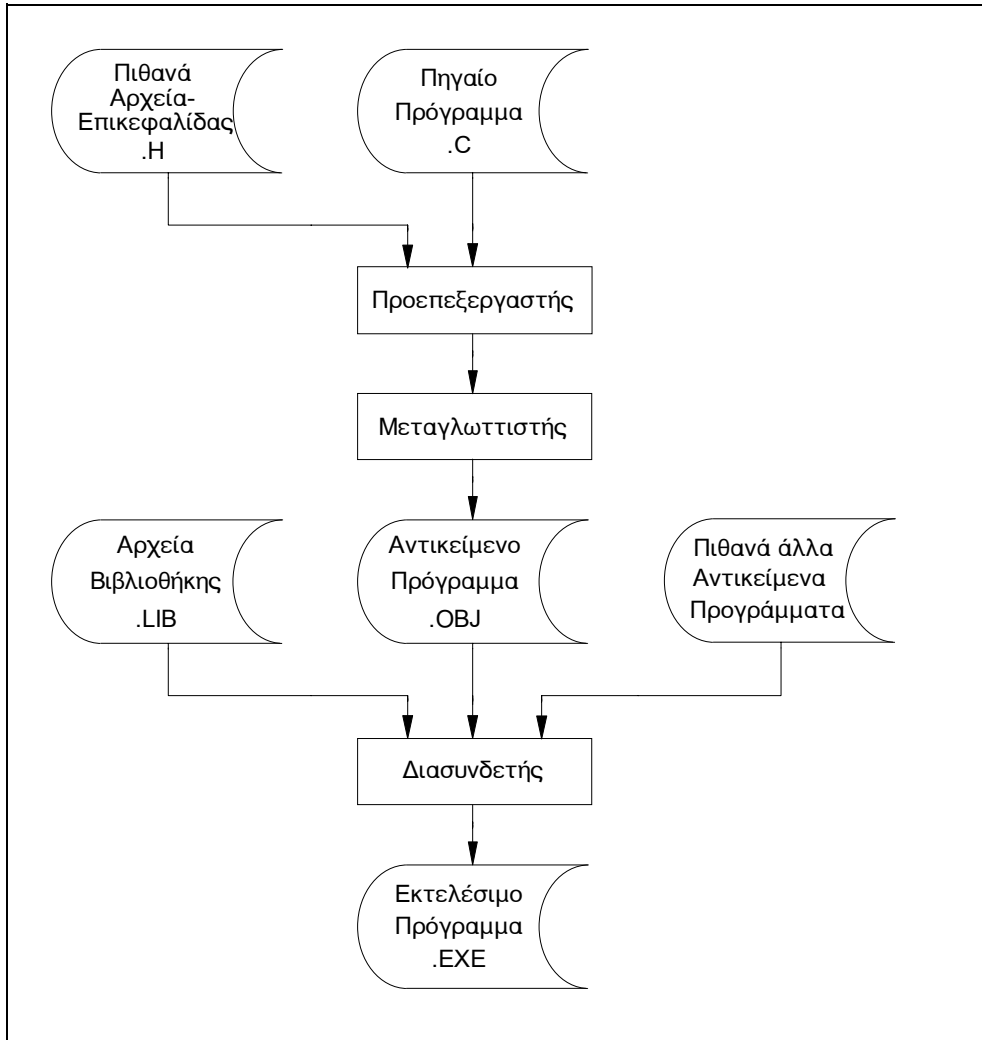 Πιθανά
Αρχεία-
Επικεφαλίδας
.H
Πηγαίο
Πρόγραμμα
.C
Προεπεξεργαστής
Μεταγλωττιστής
Αρχεία
Βιβλιοθήκης
.LIB
Αντικείμενο
Πρόγραμμα
.OBJ
Πιθανά άλλα
Αντικείμενα
Προγράμματα
Διασυνδετής
Εκτελέσιμο
Πρόγραμμα
.EXE